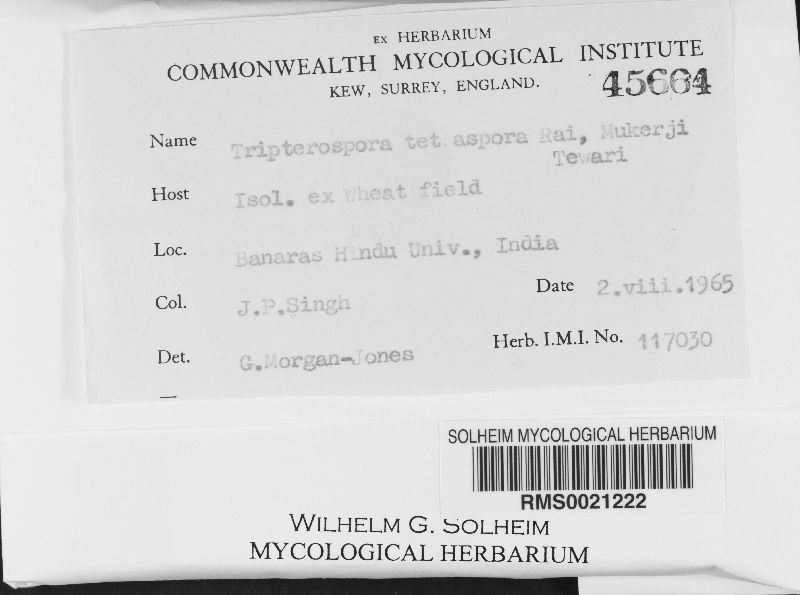 EX HERBARIUM
COMMONWEALTH MYCOLOGICAL INSTITUTE
KEW, SURREY, ENGLAND. 45664
Name Tripterospora tet aspora Rai, Mukerji
Tewari
Host Isol. ex Wheat field
Loc. Banaras Hindu Univ., India
Col. J.P.Singh Date 2.viii.1965
Det. G.Morgan-Jones Herb. I.M.I. No. 117030
SOLHEIM MYCOLOGICAL HERBARIUM
RMS0021222
WILHELM G. SOLHEIM
MYCOLOGICAL HERBARIUM